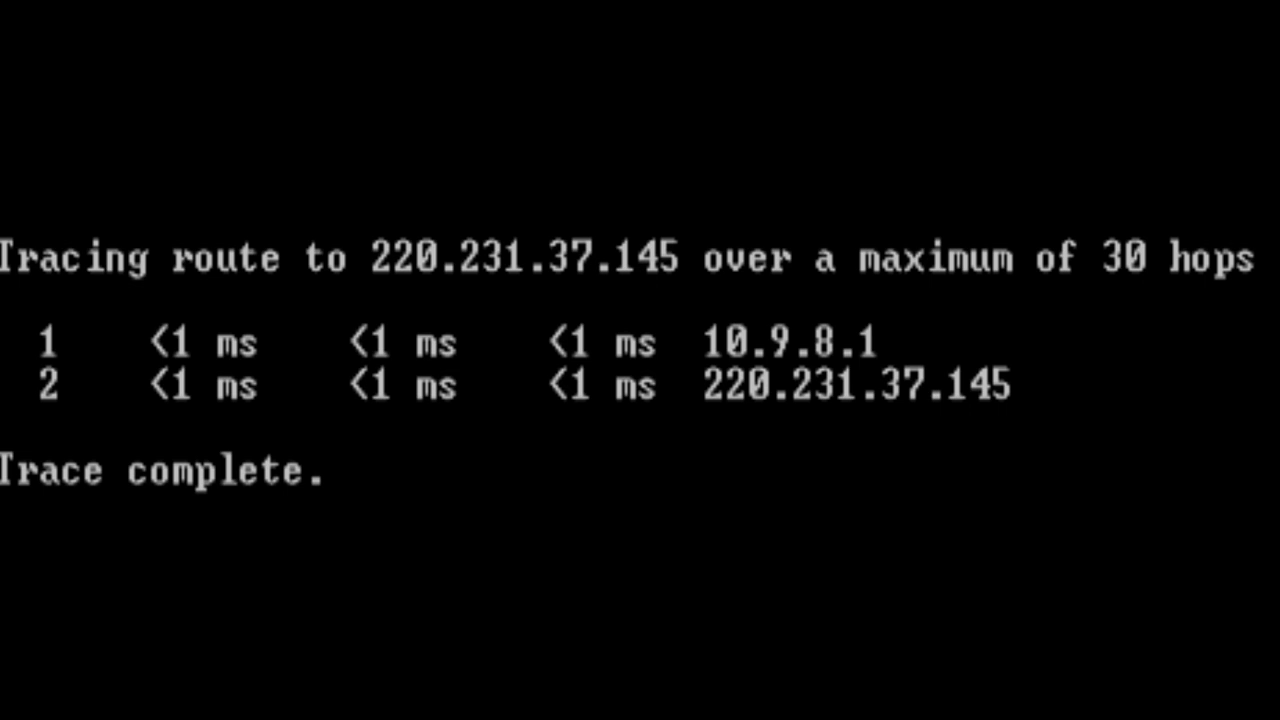 Tracing route to 220.231.37.145 over a maximum of 30 hops
1 <1 ms <1 ms <1 ms 10.9.8.1
2 <1 ms <1 ms <1 ms 220.231.37.145
Trace complete.